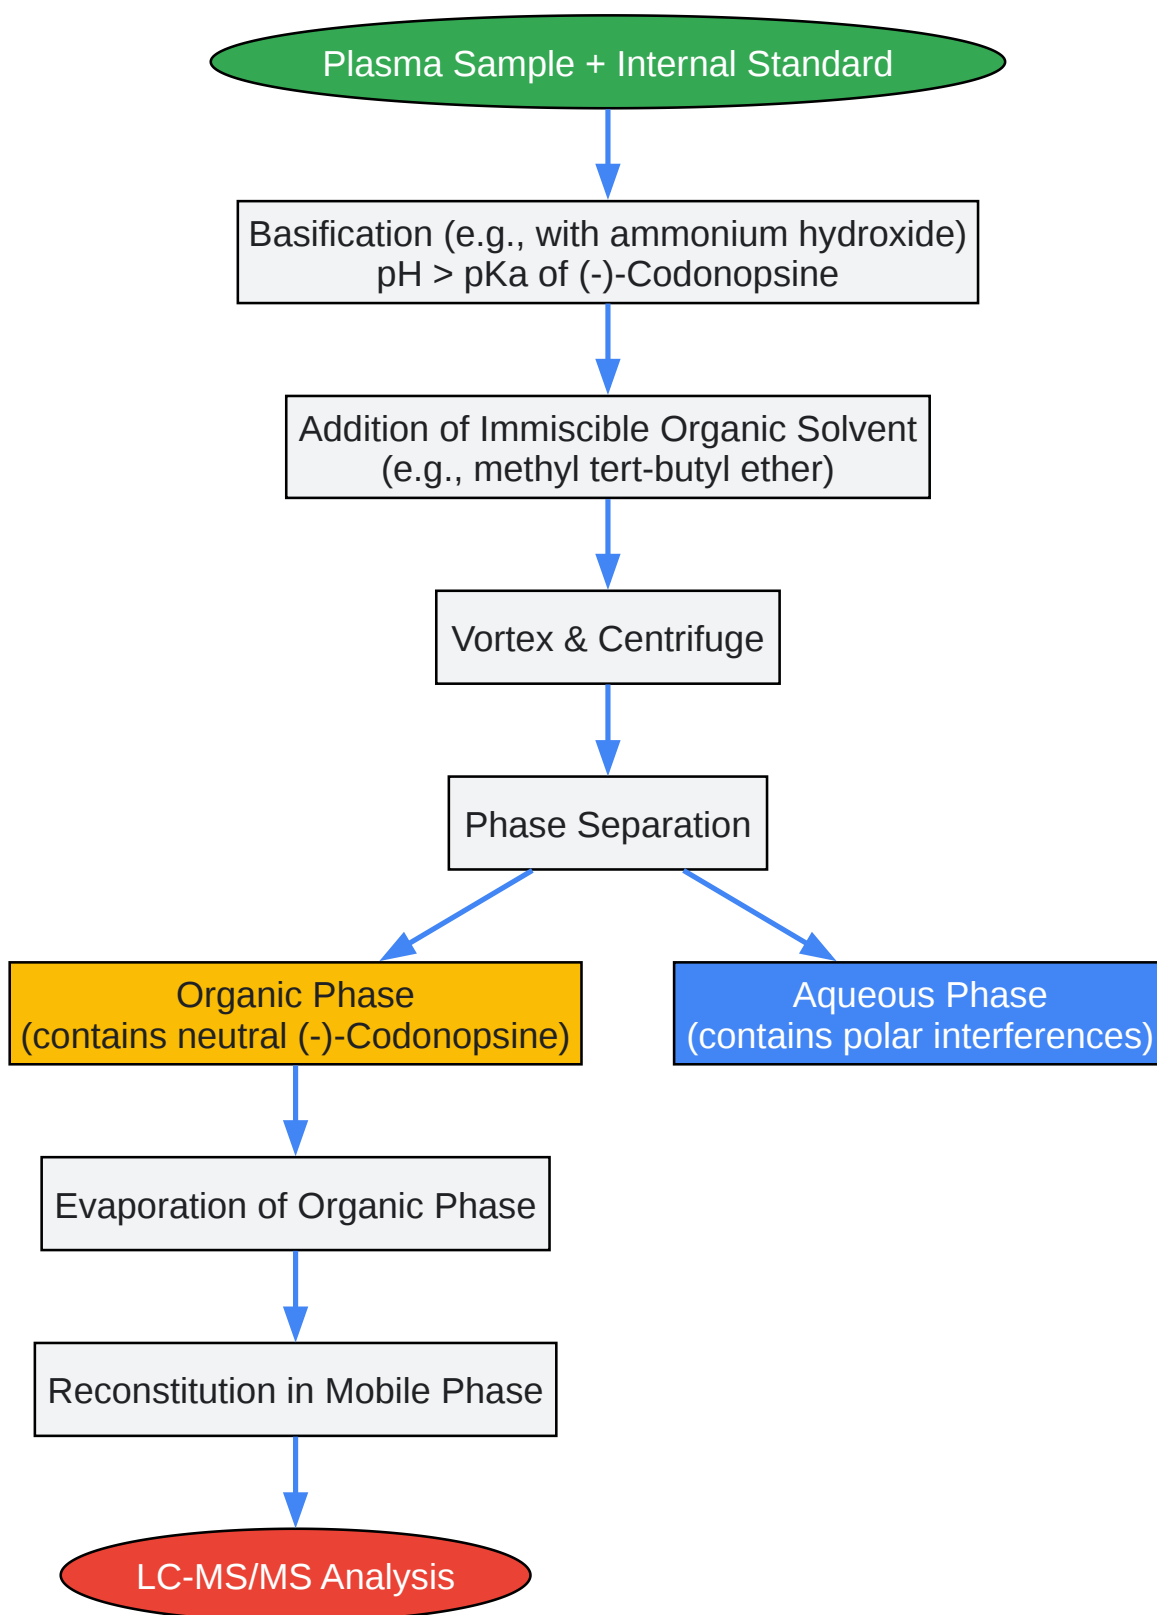 Plasma Sample + Internal Standard
Basification (e.g., with ammonium hydroxide)
pH > pKa of (-)-Codonopsine
Addition of Immiscible Organic Solvent
(e.g., methyl tert-butyl ether)
Vortex & Centrifuge
Phase Separation
Organic Phase
(contains neutral (-)-Codonopsine)
Aqueous Phase
(contains polar interferences)
Evaporation of Organic Phase
Reconstitution in Mobile Phase
LC-MS/MS Analysis